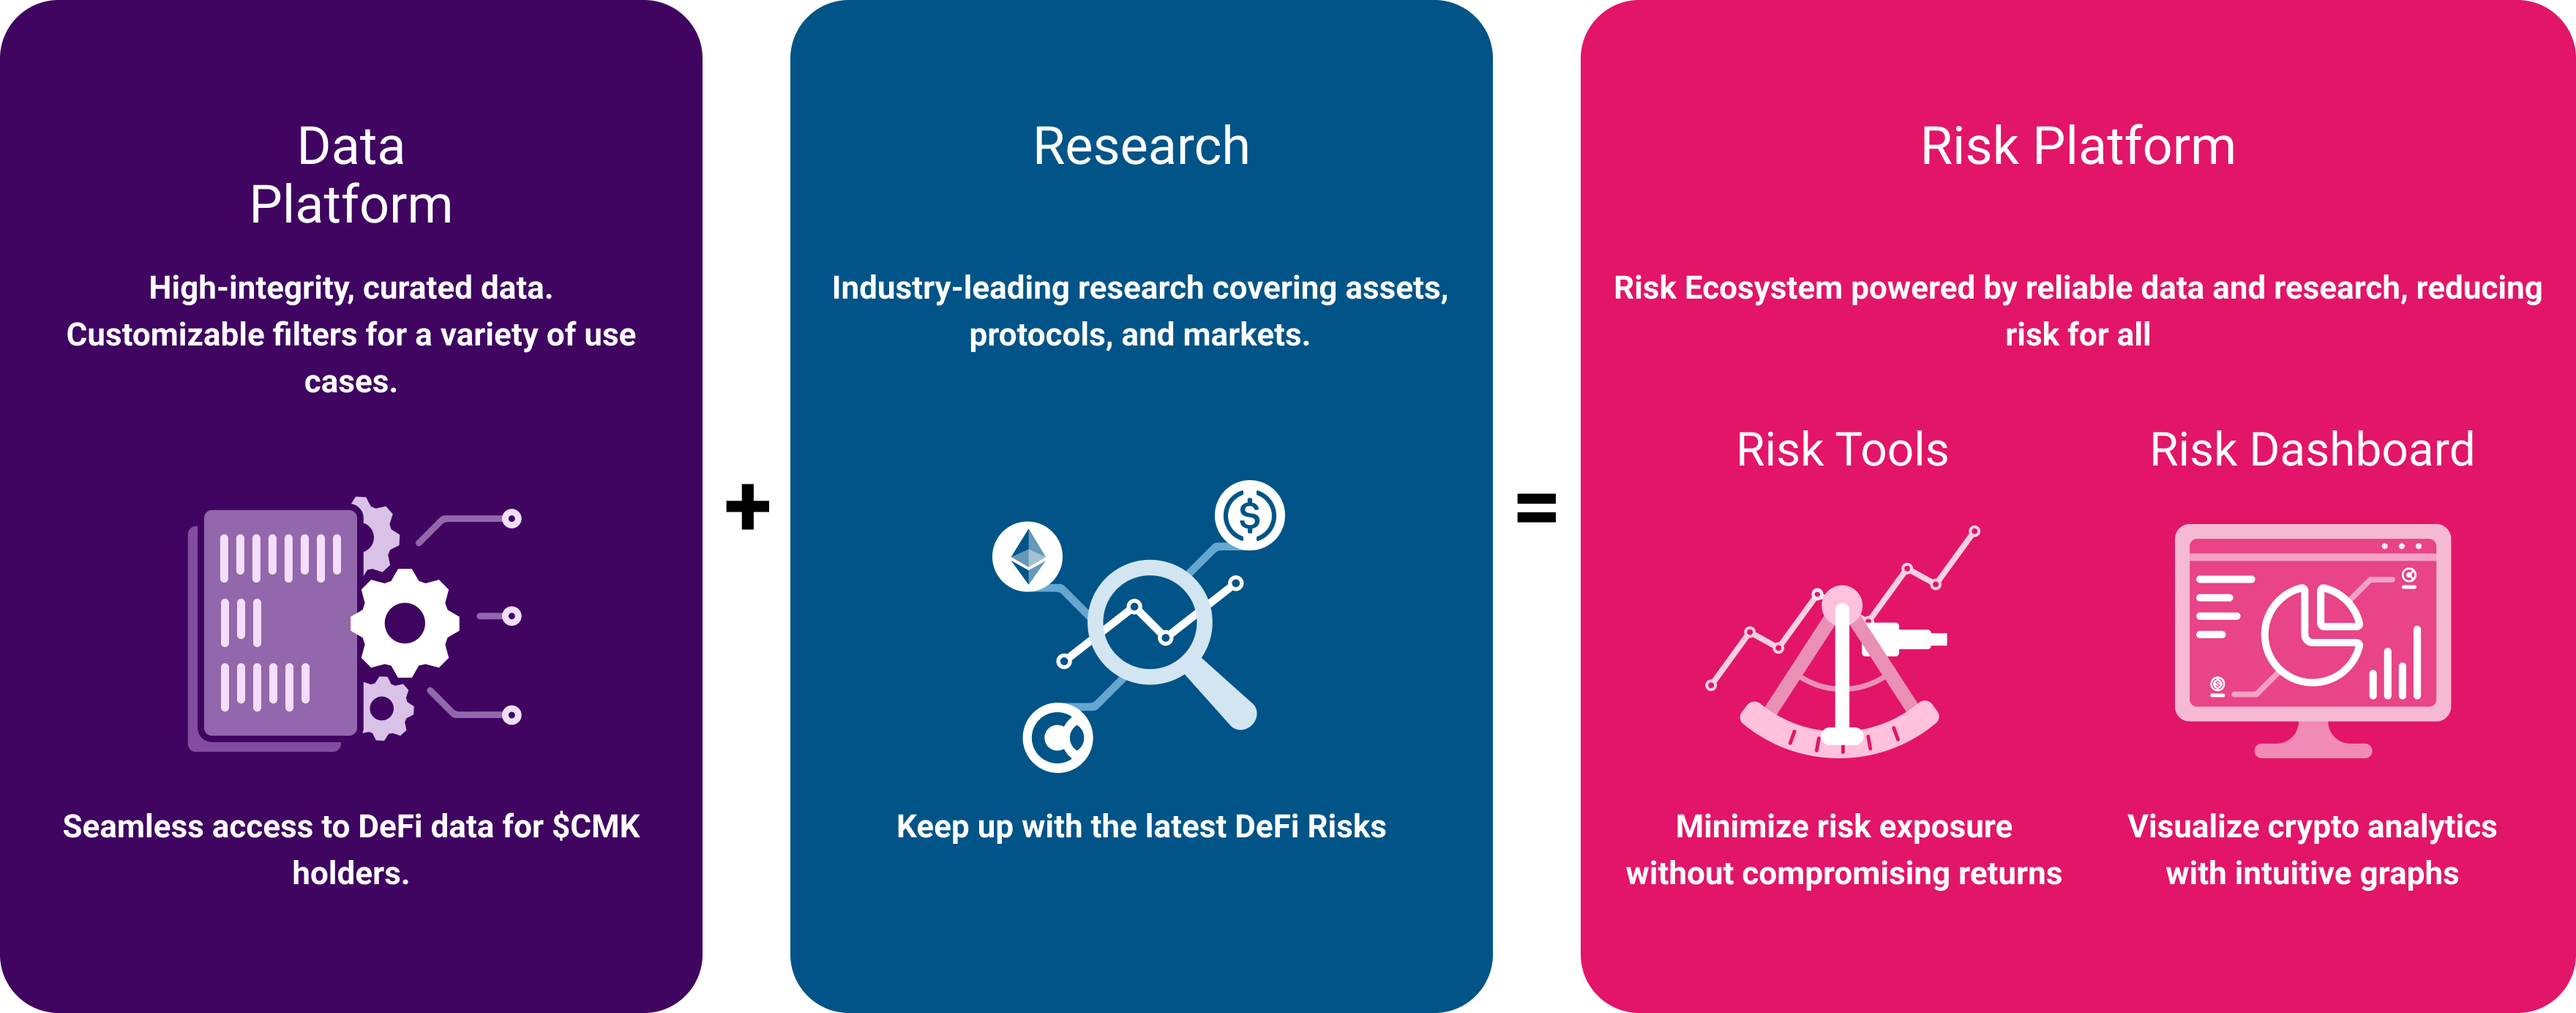 Data
Platform
High-integrity, curated data.
Customizable filters for a variety of use
cases.
Seamless access to DeFi data for $CMK
holders.
+
Research
Industry-leading research covering assets,
protocols, and markets.
$
Keep up with the latest DeFi Risks
=
Risk Platform
Risk Ecosystem powered by reliable data and research, reducing
risk for all
Risk Tools
Minimize risk exposure
without compromising returns
Risk Dashboard
Visualize crypto analytics
with intuitive graphs